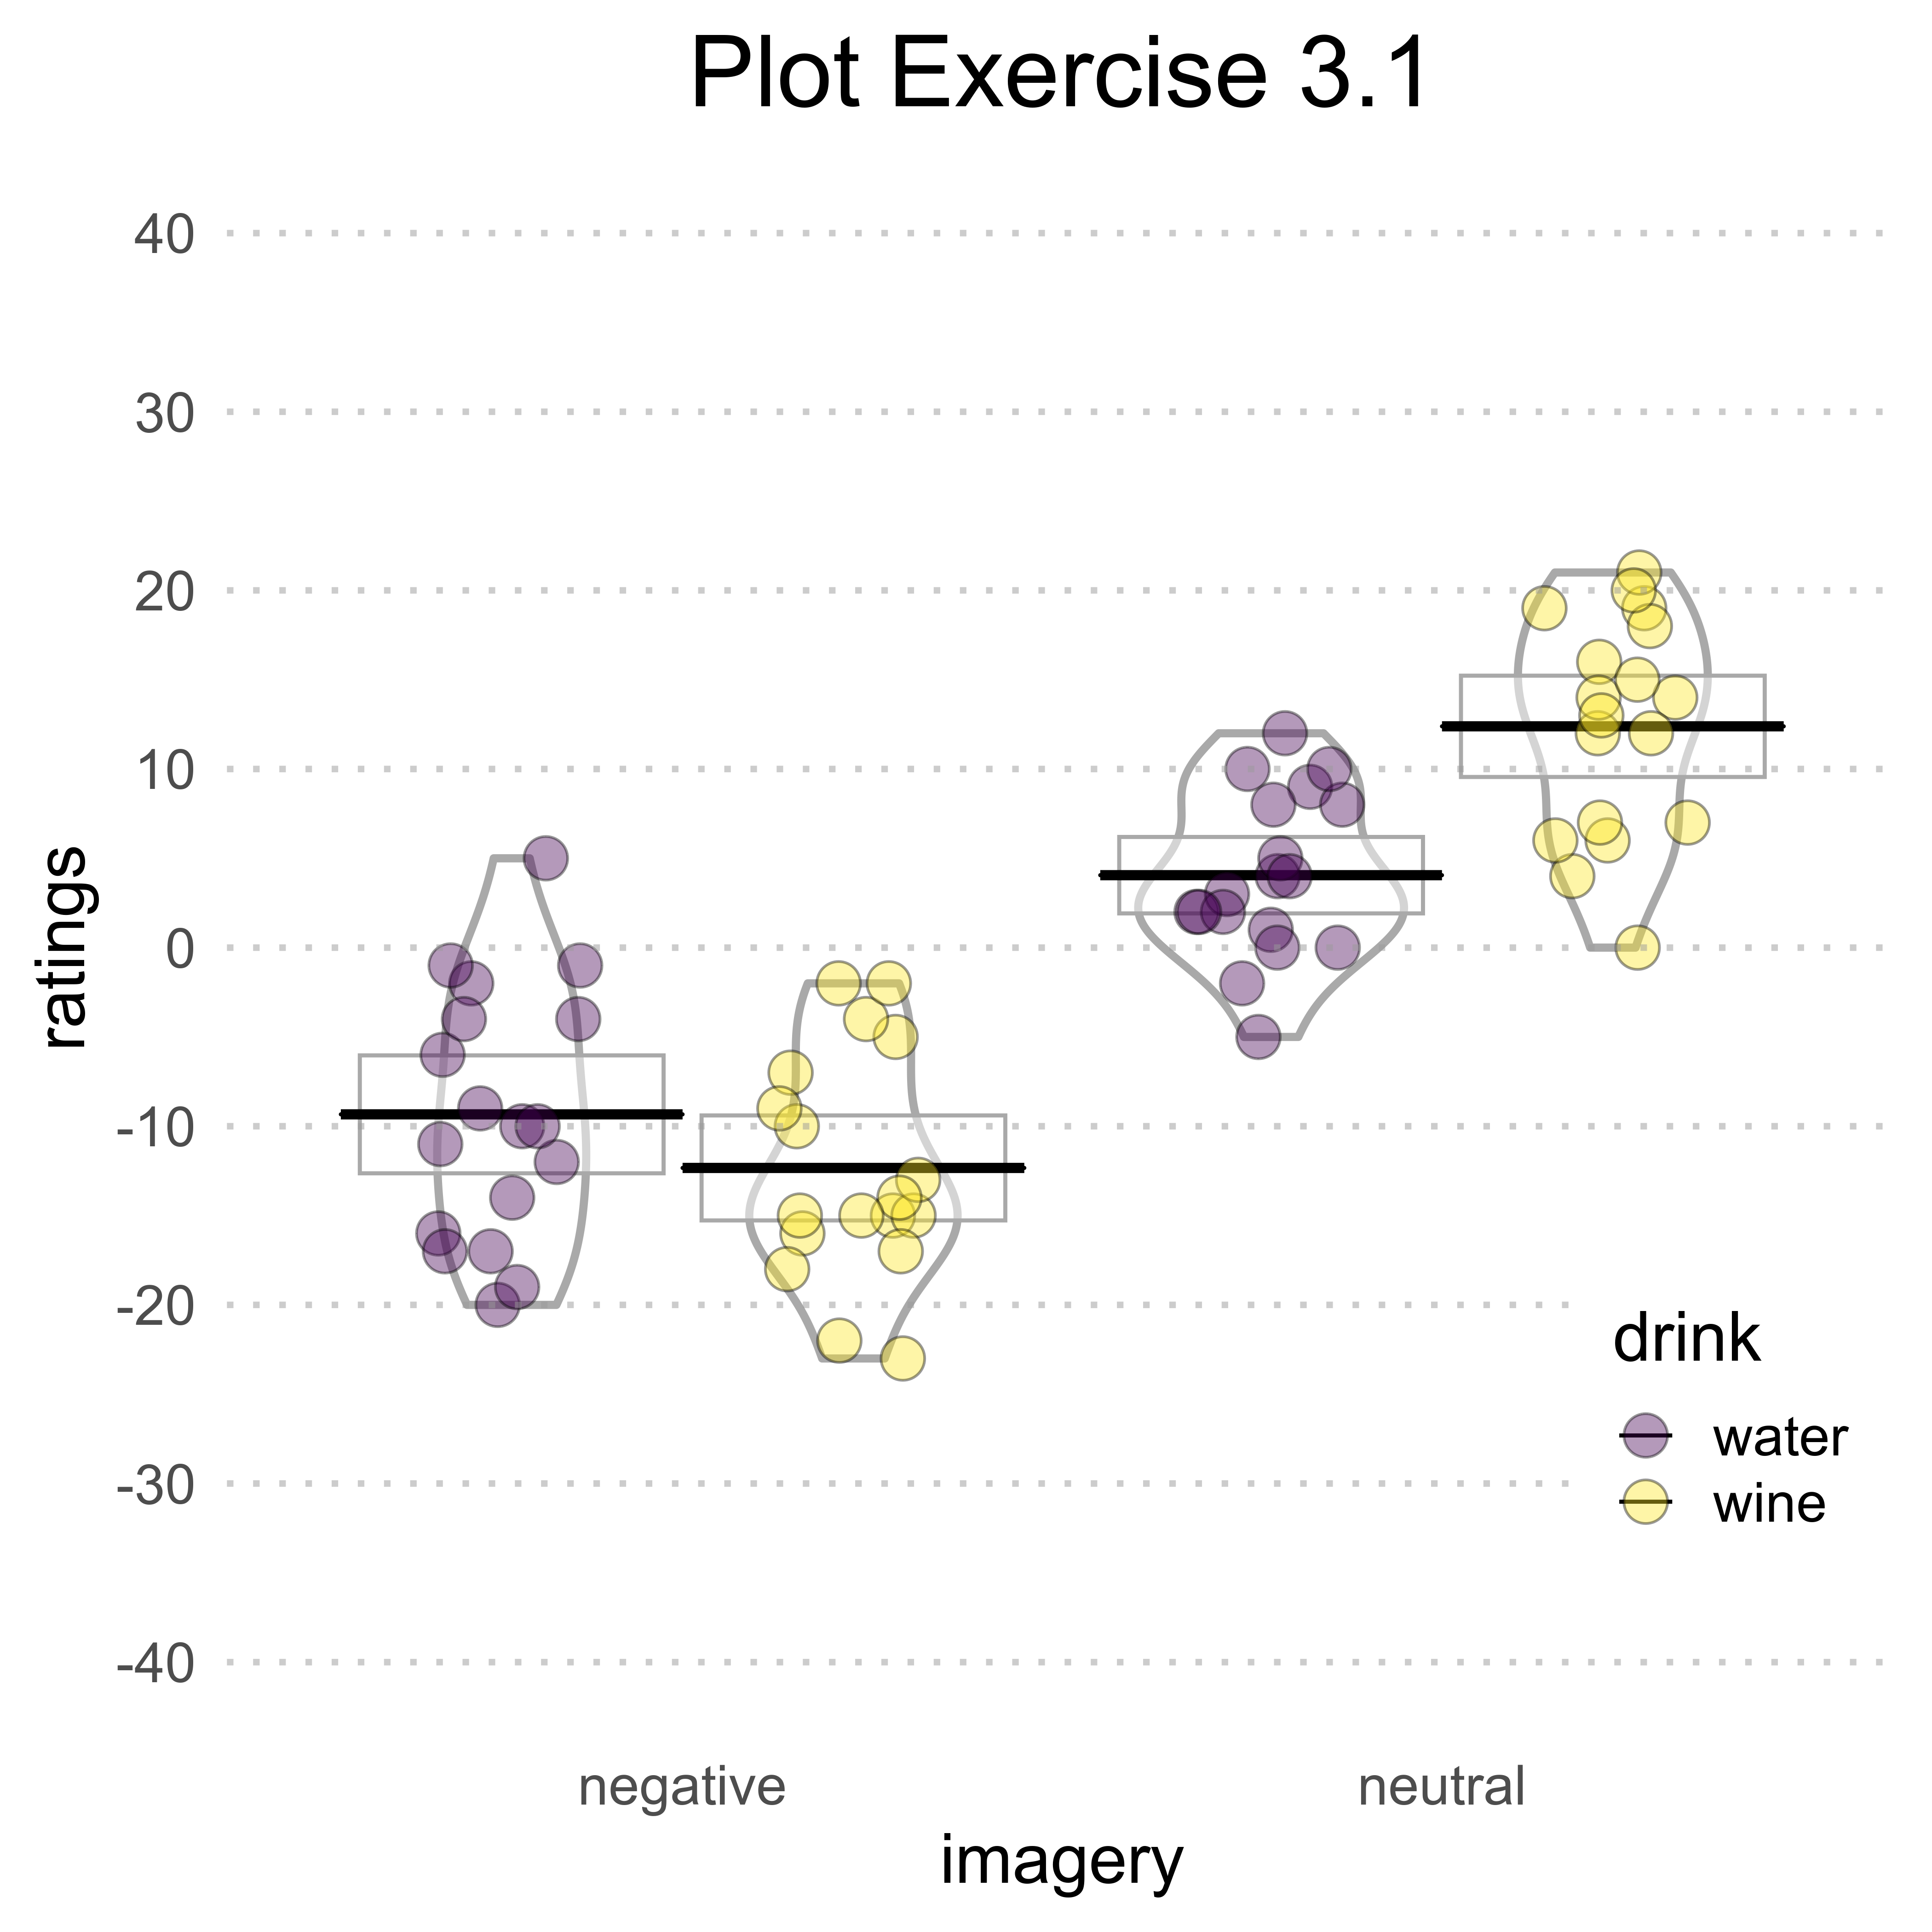 Plot Exercise 3.1
40
30
20
10
0
-10
-20
-30
-40
ratings
drink
water
wine
negative neutral
imagery